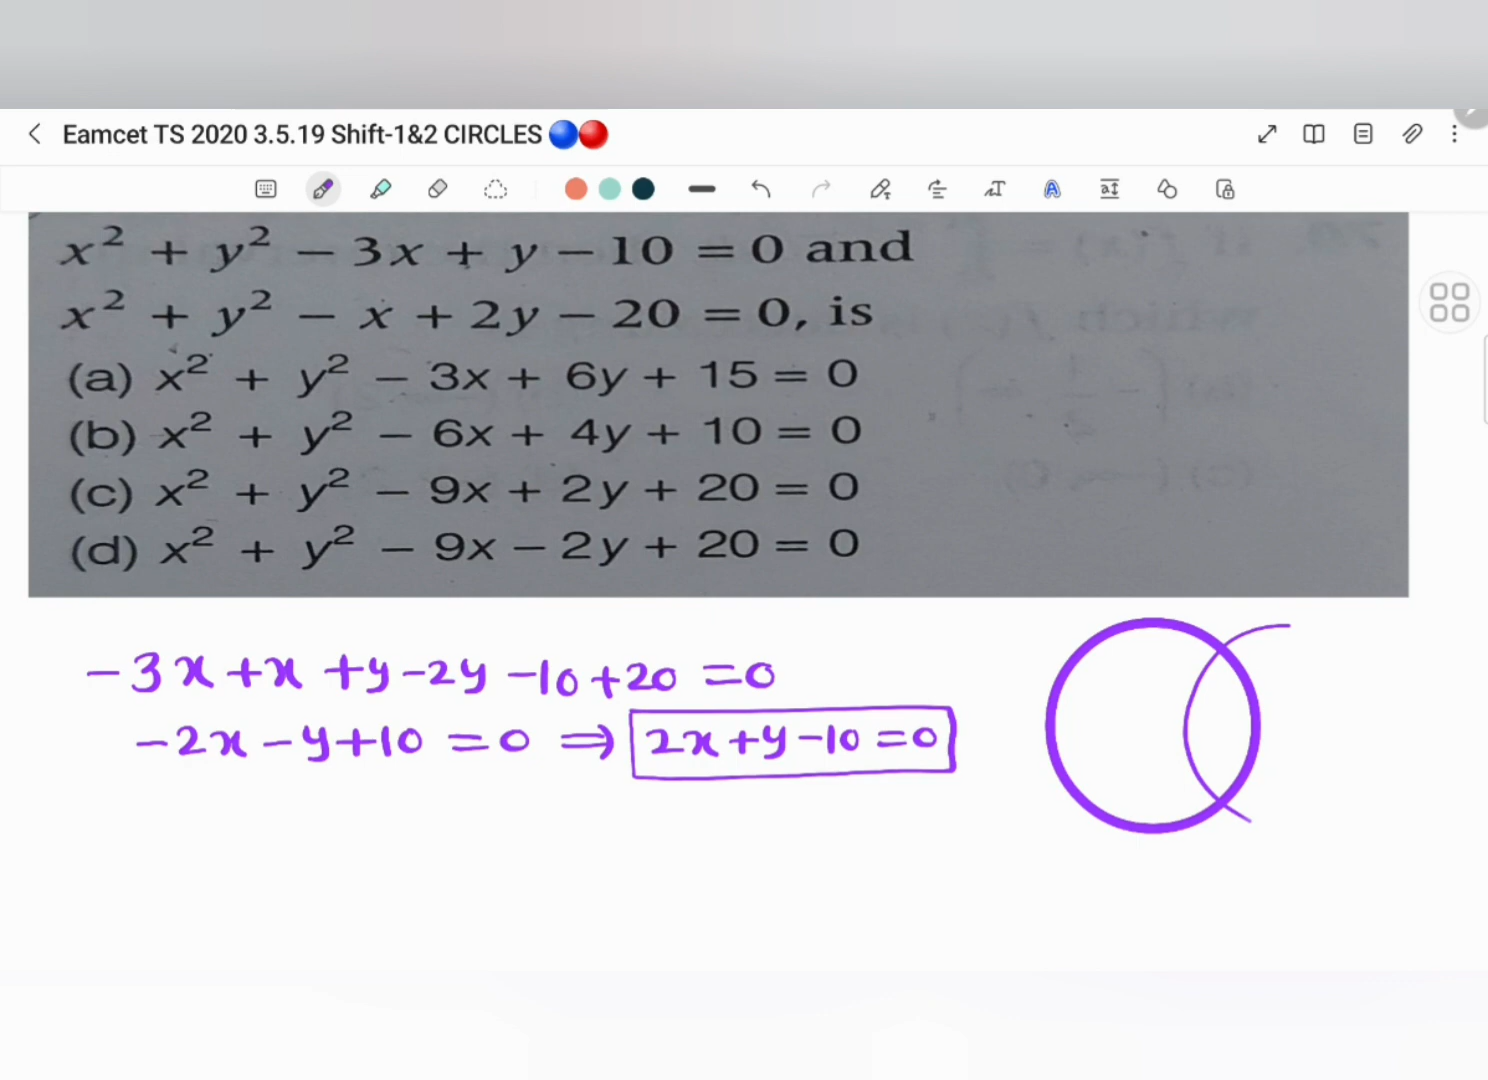 Eamcet TS 2020 3.5.19 Shift-1&2 CIRCLES
x² + y² − 3x + y − 10 = 0 and
x² + y² − x + 2y − 20 = 0, is
(a) x² + y² − 3x + 6y + 15 = 0
(b) x² + y² − 6x + 4y + 10 = 0
(c) x² + y² − 9x + 2y + 20 = 0
(d) x² + y² − 9x − 2y + 20 = 0
-3x+x +y-2y -10+20 =0
-2x-y+10 =0 ⇒ 2x+y-10=0